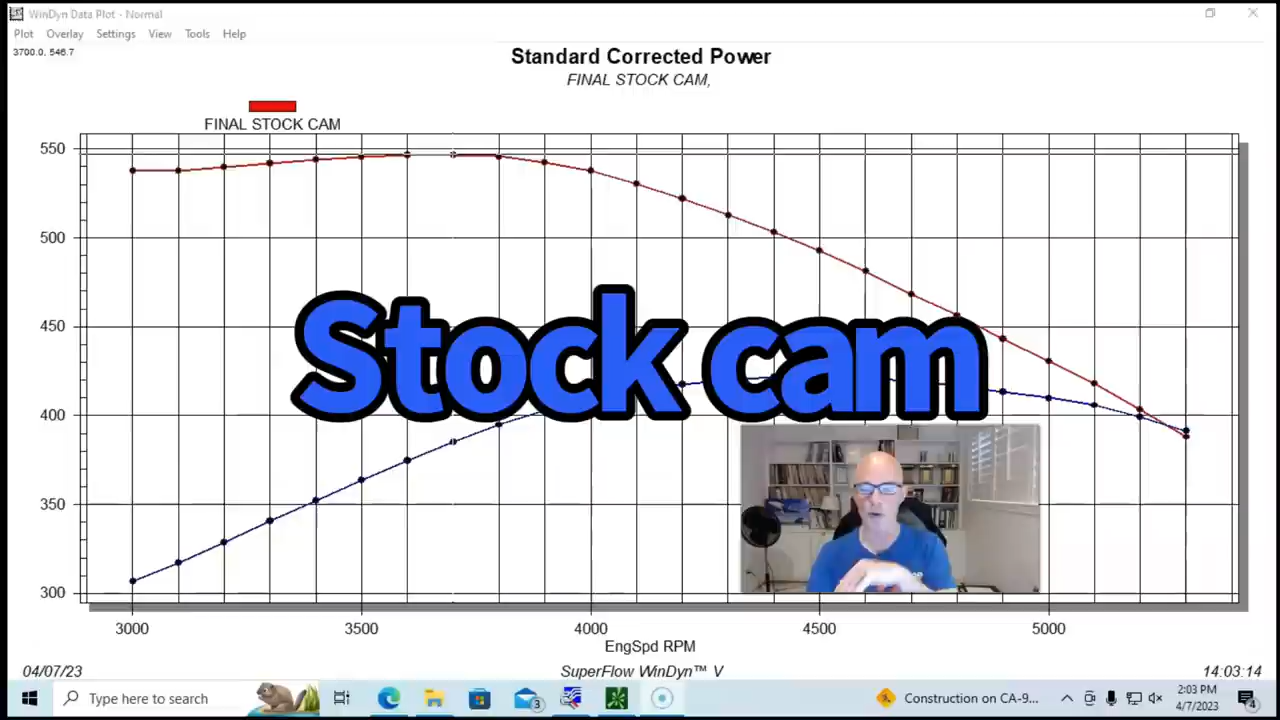 WinDyn Data Plot - Normal
Plot Overlay Settings View Tools Help
3700.0, 546.7
Standard Corrected Power
FINAL STOCK CAM,
FINAL STOCK CAM
550
500
450
400
350
300
Stock cam
3000 3500 4000 4500 5000
EngSpd RPM
04/07/23 SuperFlow WinDyn™ V 14:03:14
Type here to search
3
Construction on CA-9...
2:03 PM
4/7/2023
4